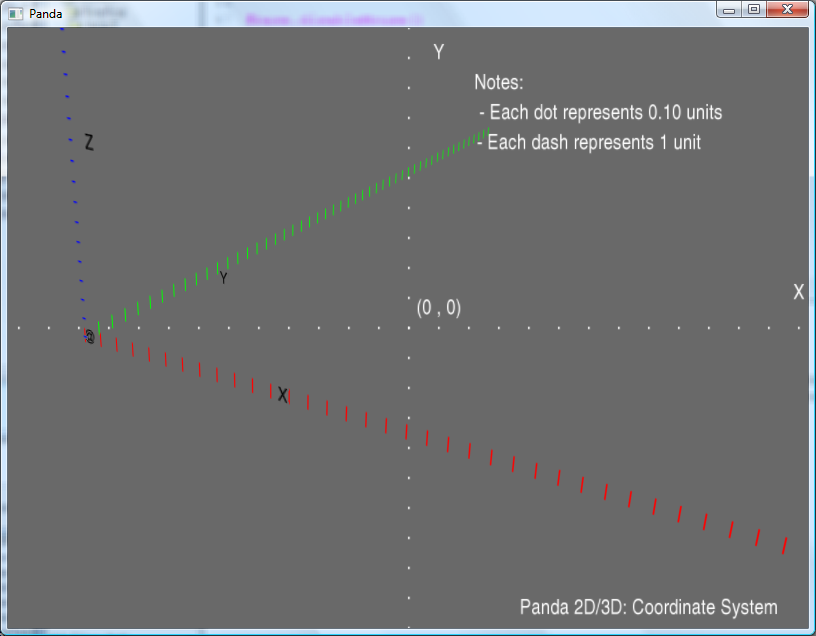 Panda
Y
Notes:
- Each dot represents 0.10 units
- Each dash represents 1 unit
Z
Y
X
(0 , 0)
0
X
Panda 2D/3D: Coordinate System